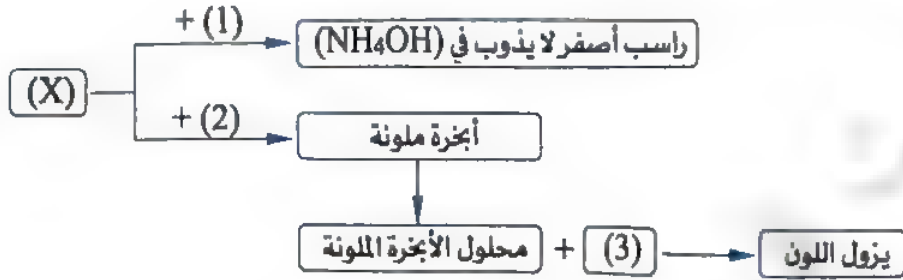 + (1)
راسب أصفر لا يذوب في (NH₄OH)
(X)
+ (2)
أبخرة ملونة
محلول الأبخرة الملونة + (3)
يزول اللون